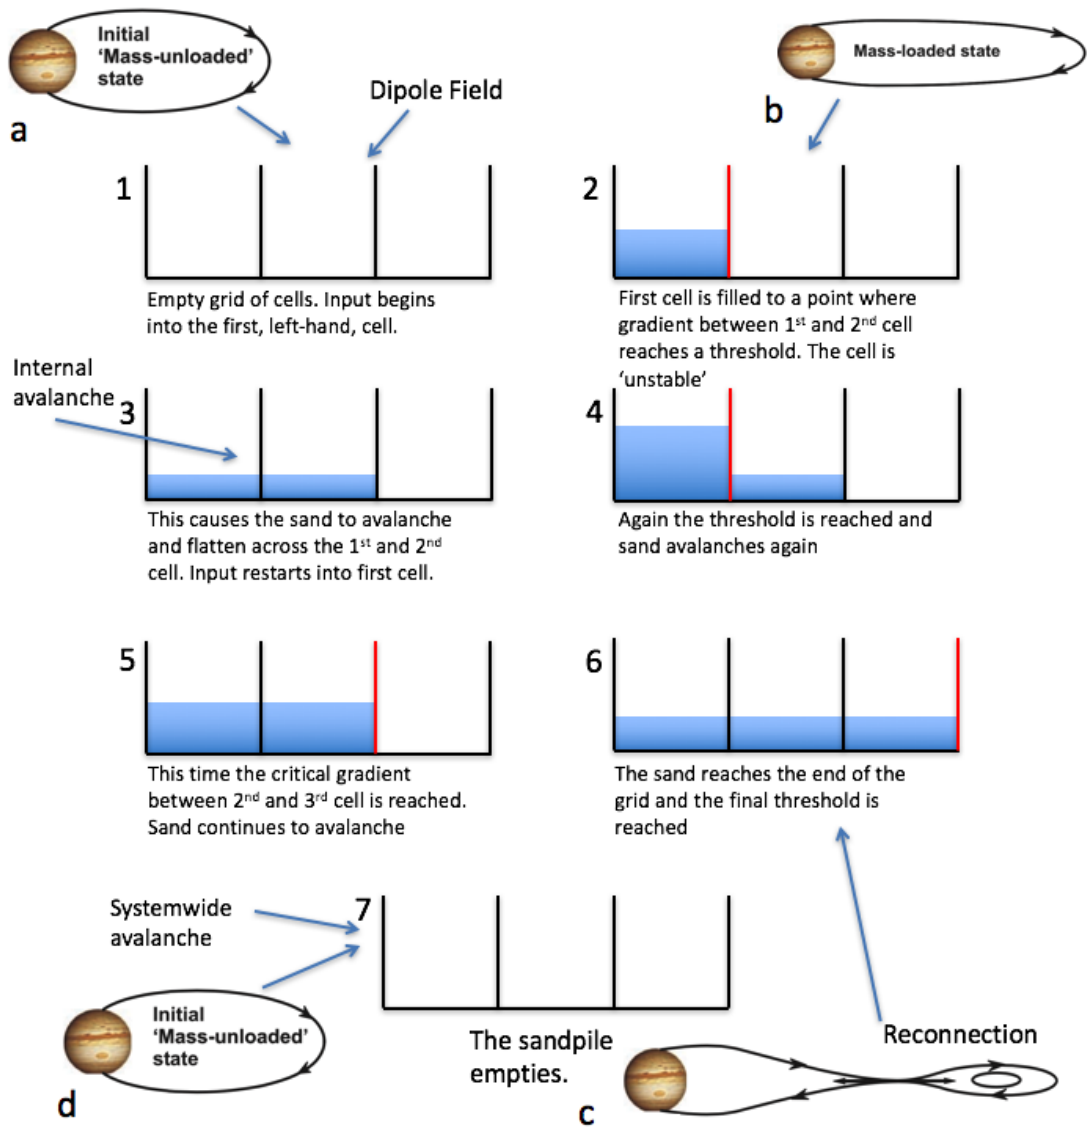 Initial
'Mass-unloaded'
state
a
Dipole Field
Mass-loaded state
b
1
Empty grid of cells. Input begins
into the first, left-hand, cell.
2
First cell is filled to a point where
gradient between 1st and 2nd cell
reaches a threshold. The cell is
'unstable'
Internal
avalanche
3
This causes the sand to avalanche
and flatten across the 1st and 2nd
cell. Input restarts into first cell.
4
Again the threshold is reached and
sand avalanches again
5
This time the critical gradient
between 2nd and 3rd cell is reached.
Sand continues to avalanche
6
The sand reaches the end of the
grid and the final threshold is
reached
Systemwide
avalanche
7
The sandpile
empties.
Initial
'Mass-unloaded'
state
d
Reconnection
c